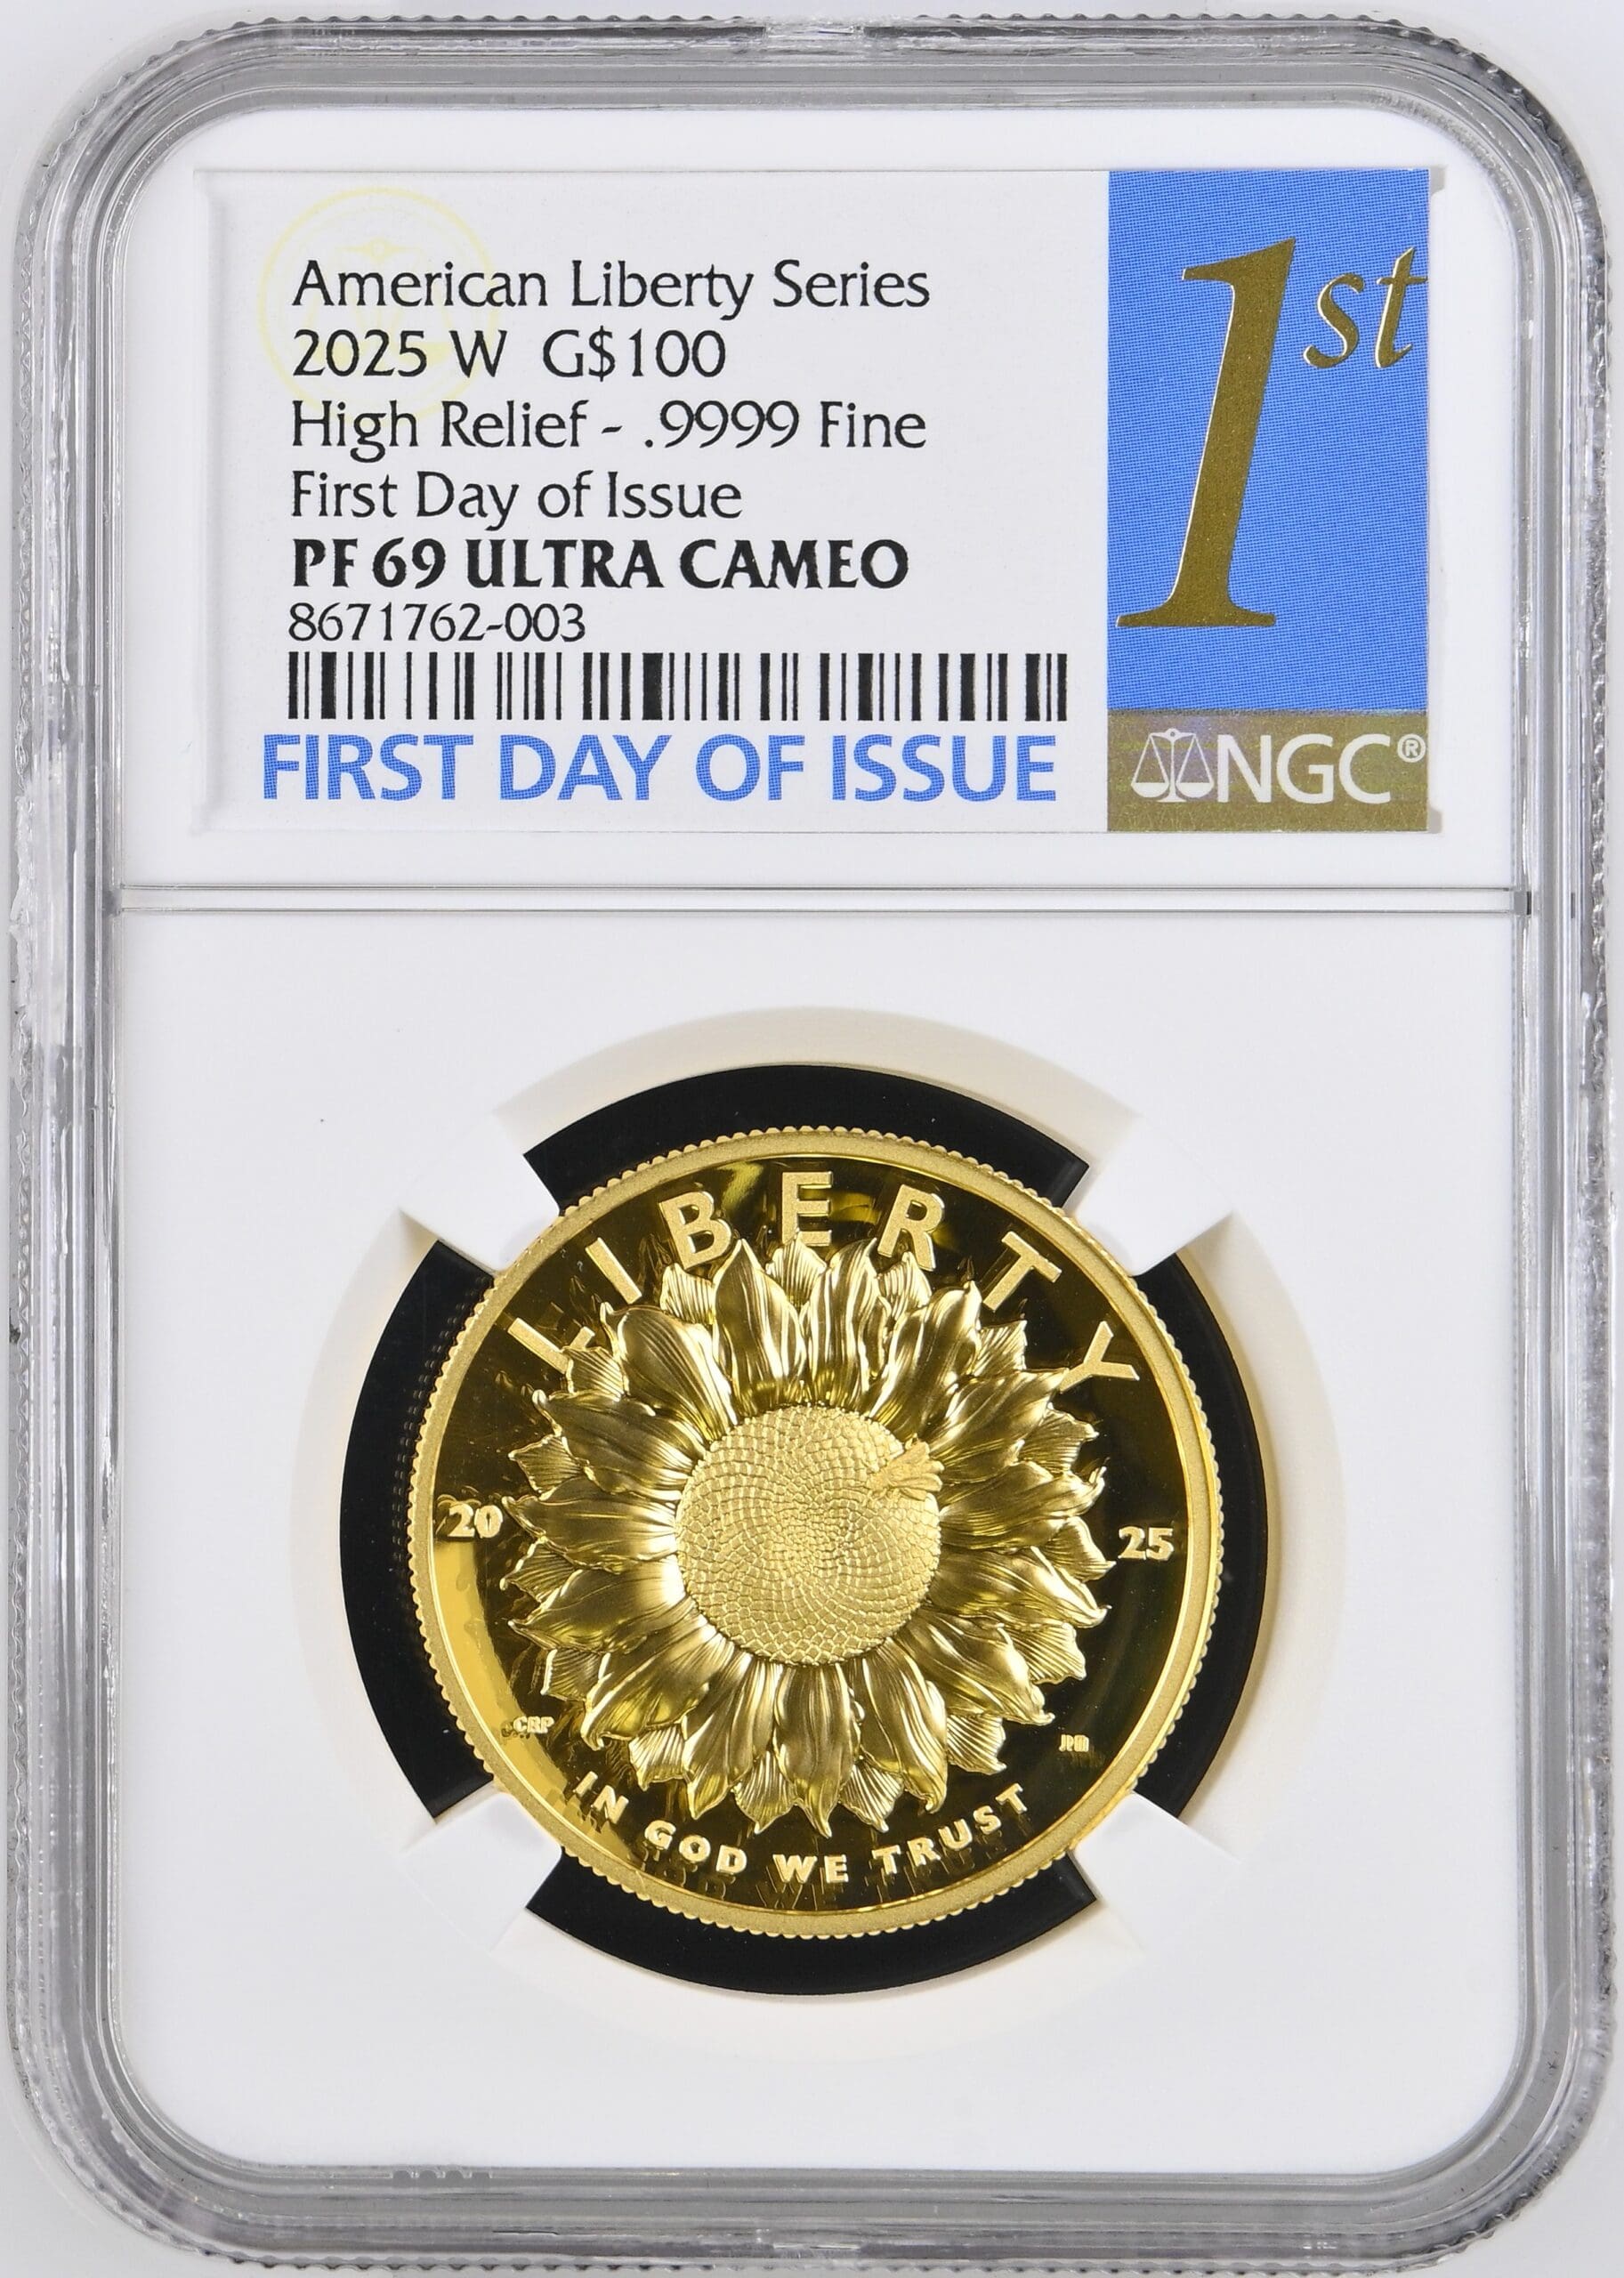 American Liberty Series
2025 W G$100
High Relief - .9999 Fine
First Day of Issue
PF 69 ULTRA CAMEO
8671762-003
FIRST DAY OF ISSUE
1st
NGC®
LIBERTY
20 25
CRP
IN GOD WE TRUST